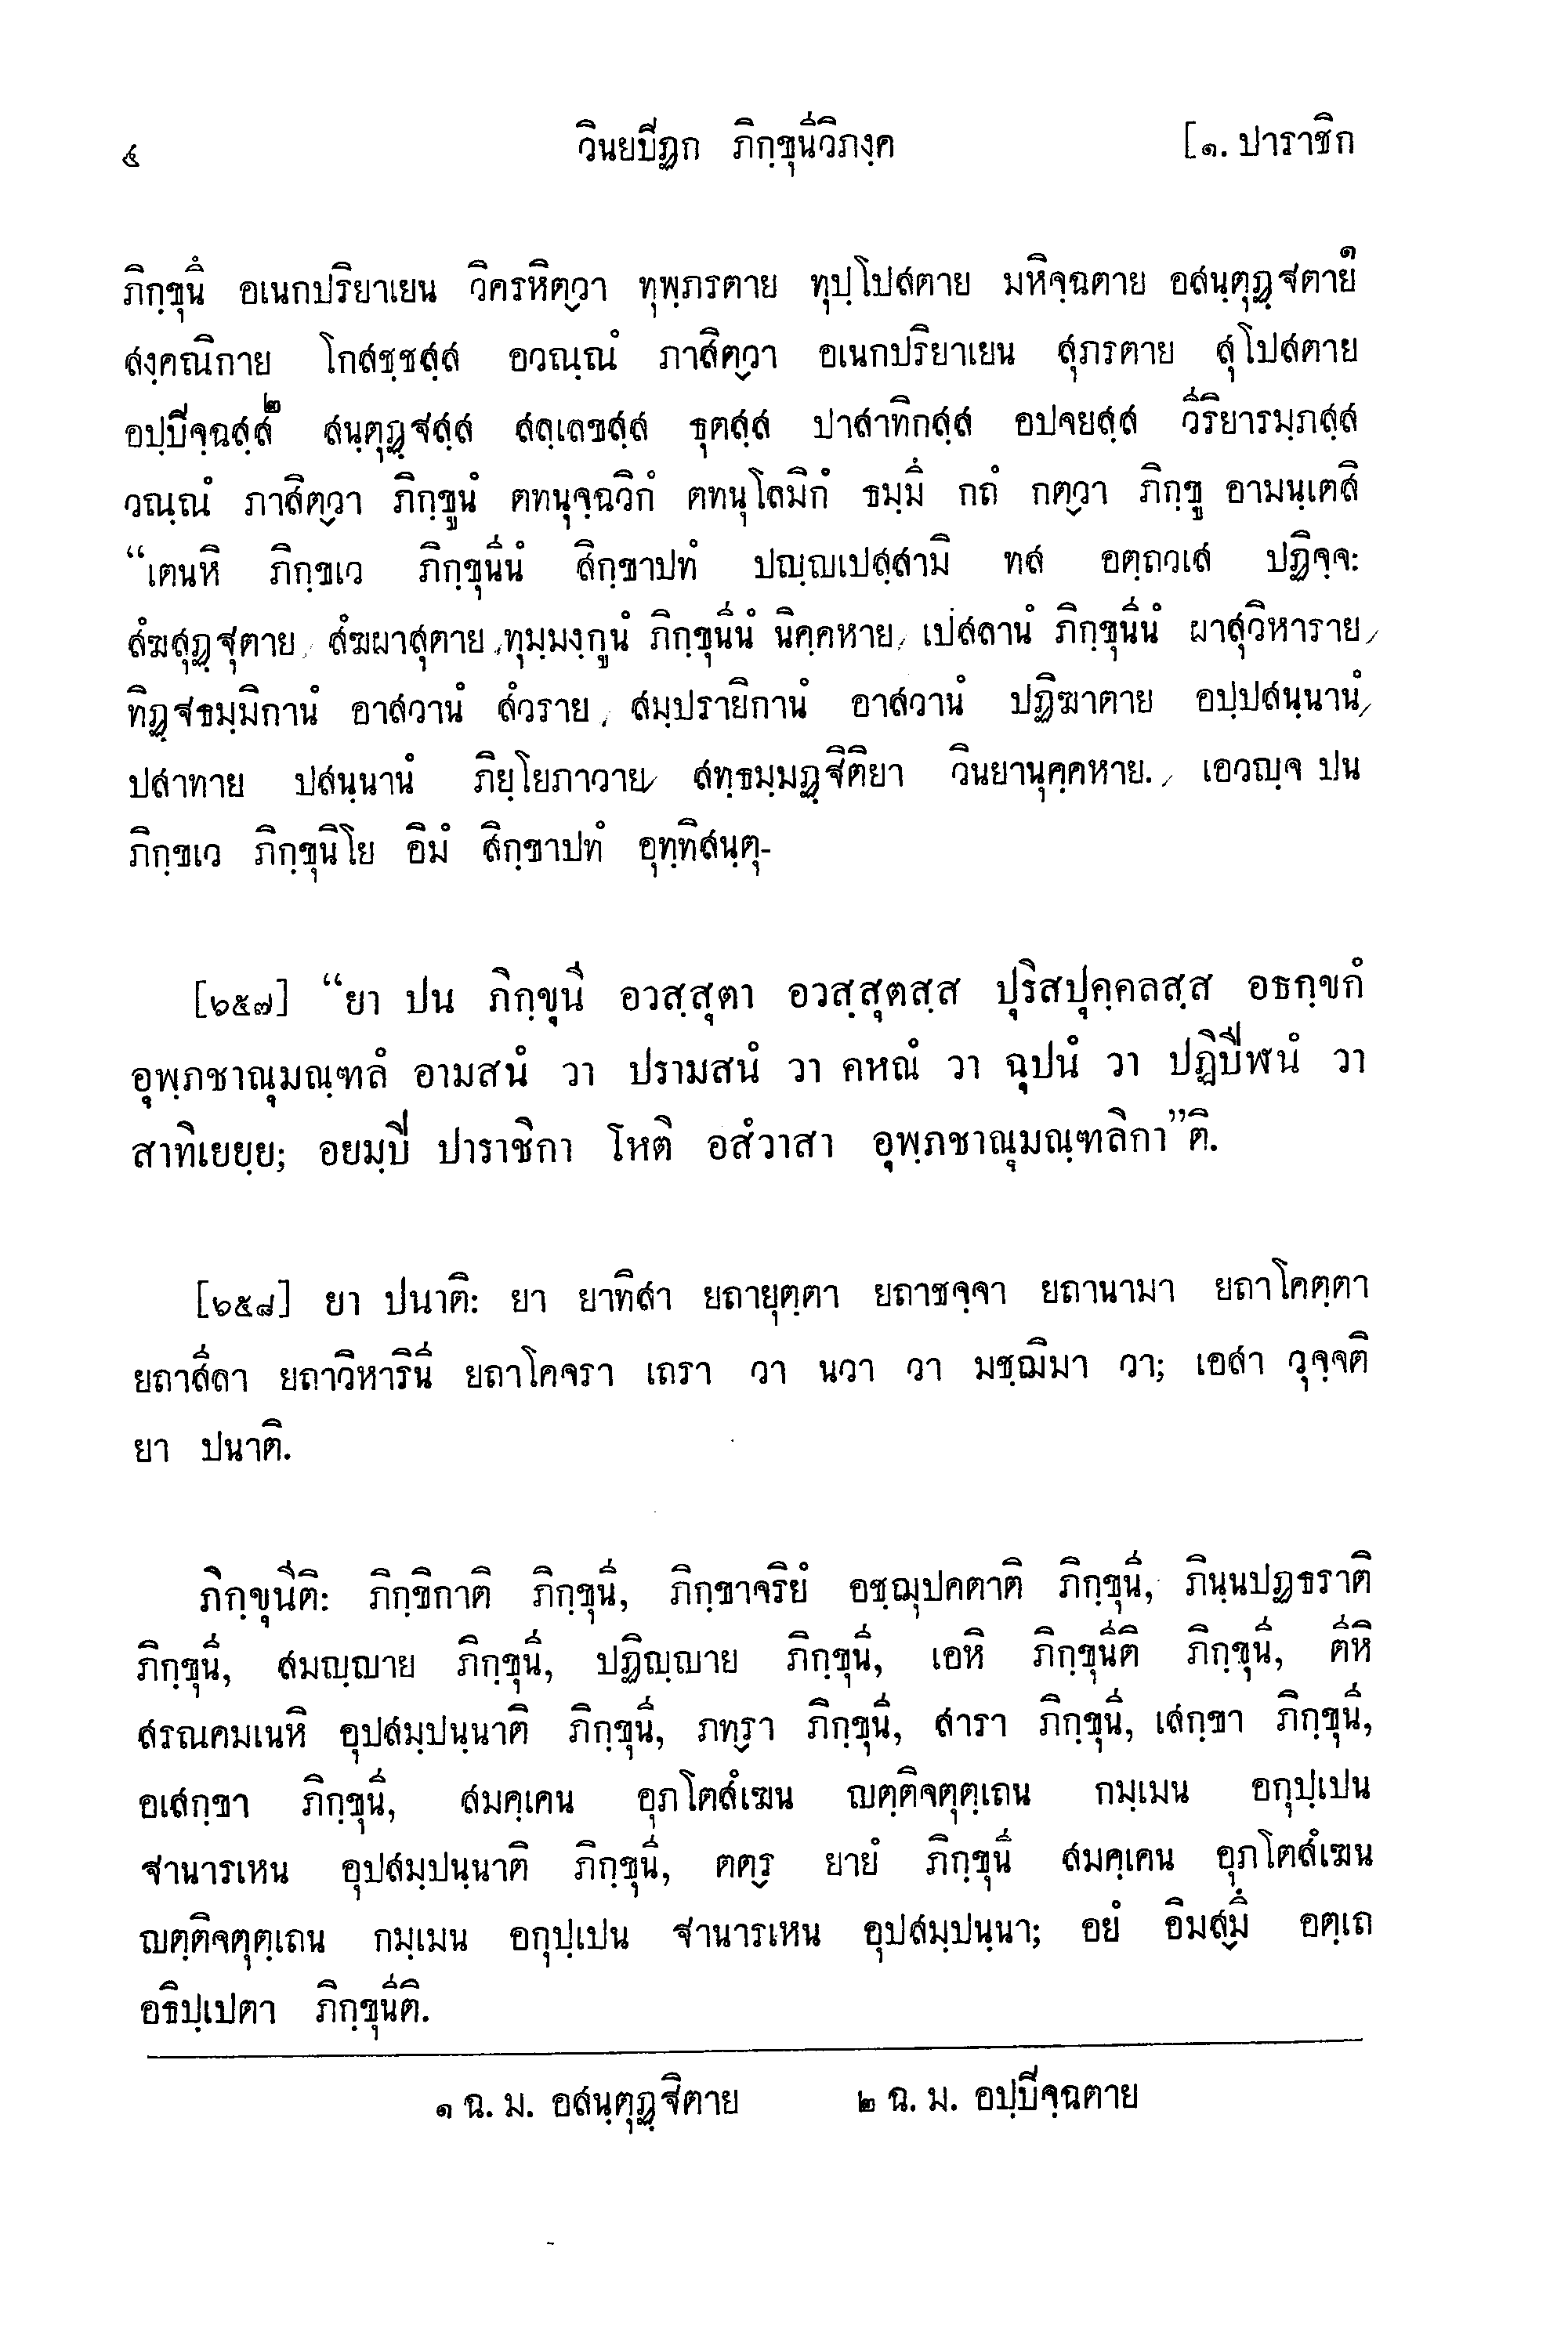 ๔ วินยปิฏก ภิกฺขุนีวิภงฺค [๑. ปาราชิก
ภิกฺขุนึ อเนกปริยาเยน วิครหิตฺวา ทุพฺภรตาย ทุปฺโปสตาย มหิจฺฉตาย อสนฺตุฏฺฐตาย๑
สงฺคณิกาย โกสชฺชสฺส อวณฺณํ ภาสิตฺวา อเนกปริยาเยน สุภรตาย สุโปสตาย
อปฺปิจฺฉสฺส๒ สนฺตุฏฺฐสฺส สลฺเลขสฺส ธุตสฺส ปาสาทิกสฺส อปจยสฺส วีริยารมฺภสฺส
วณฺณํ ภาสิตฺวา ภิกฺขูนํ ตทนุจฺฉวิกํ ตทนุโลมิกํ ธมฺมึ กถํ กตฺวา ภิกฺขู อามนฺเตสิ
“เตนหิ ภิกฺขเว ภิกฺขุนีนํ สิกฺขาปทํ ปญฺญเปสฺสามิ ทส อตฺถวเส ปฏิจฺจ:
สํฆสุฏฺฐุตาย, สํฆผาสุตาย, ทุมฺมงฺกูนํ ภิกฺขุนีนํ นิคฺคหาย, เปสลานํ ภิกฺขุนีนํ ผาสุวิหาราย,
ทิฏฺฐธมฺมิกานํ อาสวานํ สํวราย, สมฺปรายิกานํ อาสวานํ ปฏิฆาตาย อปฺปสนฺนานํ,
ปสาทาย ปสนฺนานํ ภิยฺโยภาวาย, สทฺธมฺมฏฺฐิติยา วินยานุคฺคหาย., เอวญฺจ ปน
ภิกฺขเว ภิกฺขุนิโย อิมํ สิกฺขาปทํ อุทฺทิสนฺตุ-
[๖๕๗] “ยา ปน ภิกฺขุนี อวสฺสุตา อวสฺสุตสฺส ปุริสปุคฺคลสฺส อธกฺขกํ
อุพฺภชาณุมณฺฑลํ อามสนํ วา ปรามสนํ วา คหณํ วา ฉุปนํ วา ปฏิปีฬนํ วา
สาทิเยยฺย; อยมฺปิ ปาราชิกา โหติ อสํวาสา อุพฺภชาณุมณฺฑลิกา”ติ.
[๖๕๘] ยา ปนาติ: ยา ยาทิสา ยถายุตฺตา ยถาชจฺจา ยถานามา ยถาโคตฺตา
ยถาสีลา ยถาวิหารินี ยถาโคจรา เถรา วา นวา วา มชฺฌิมา วา; เอสา วุจฺจติ
ยา ปนาติ.
ภิกฺขุนีติ: ภิกฺขิกาติ ภิกฺขุนี, ภิกฺขาจริยํ อชฺฌุปคตาติ ภิกฺขุนี, ภินฺนปฏธราติ
ภิกฺขุนี, สมญฺญาย ภิกฺขุนี, ปฏิญฺญาย ภิกฺขุนี, เอหิ ภิกฺขุนีติ ภิกฺขุนี, ตีหิ
สรณคมเนหิ อุปสมฺปนฺนาติ ภิกฺขุนี, ภทฺรา ภิกฺขุนี, สารา ภิกฺขุนี, เสกฺขา ภิกฺขุนี,
อเสกฺขา ภิกฺขุนี, สมคฺเคน อุภโตสํเฆน ญตฺติจตุตฺเถน กมฺเมน อกุปฺเปน
ฐานารเหน อุปสมฺปนฺนาติ ภิกฺขุนี, ตตฺร ยายํ ภิกฺขุนี สมคฺเคน อุภโตสํเฆน
ญตฺติจตุตฺเถน กมฺเมน อกุปฺเปน ฐานารเหน อุปสมฺปนฺนา; อยํ อิมสฺมึ อตฺเถ
อธิปฺเปตา ภิกฺขุนีติ.
๑ ฉ. ม. อสนฺตุฏฺฐิตาย ๒ ฉ. ม. อปฺปิจฺฉตาย